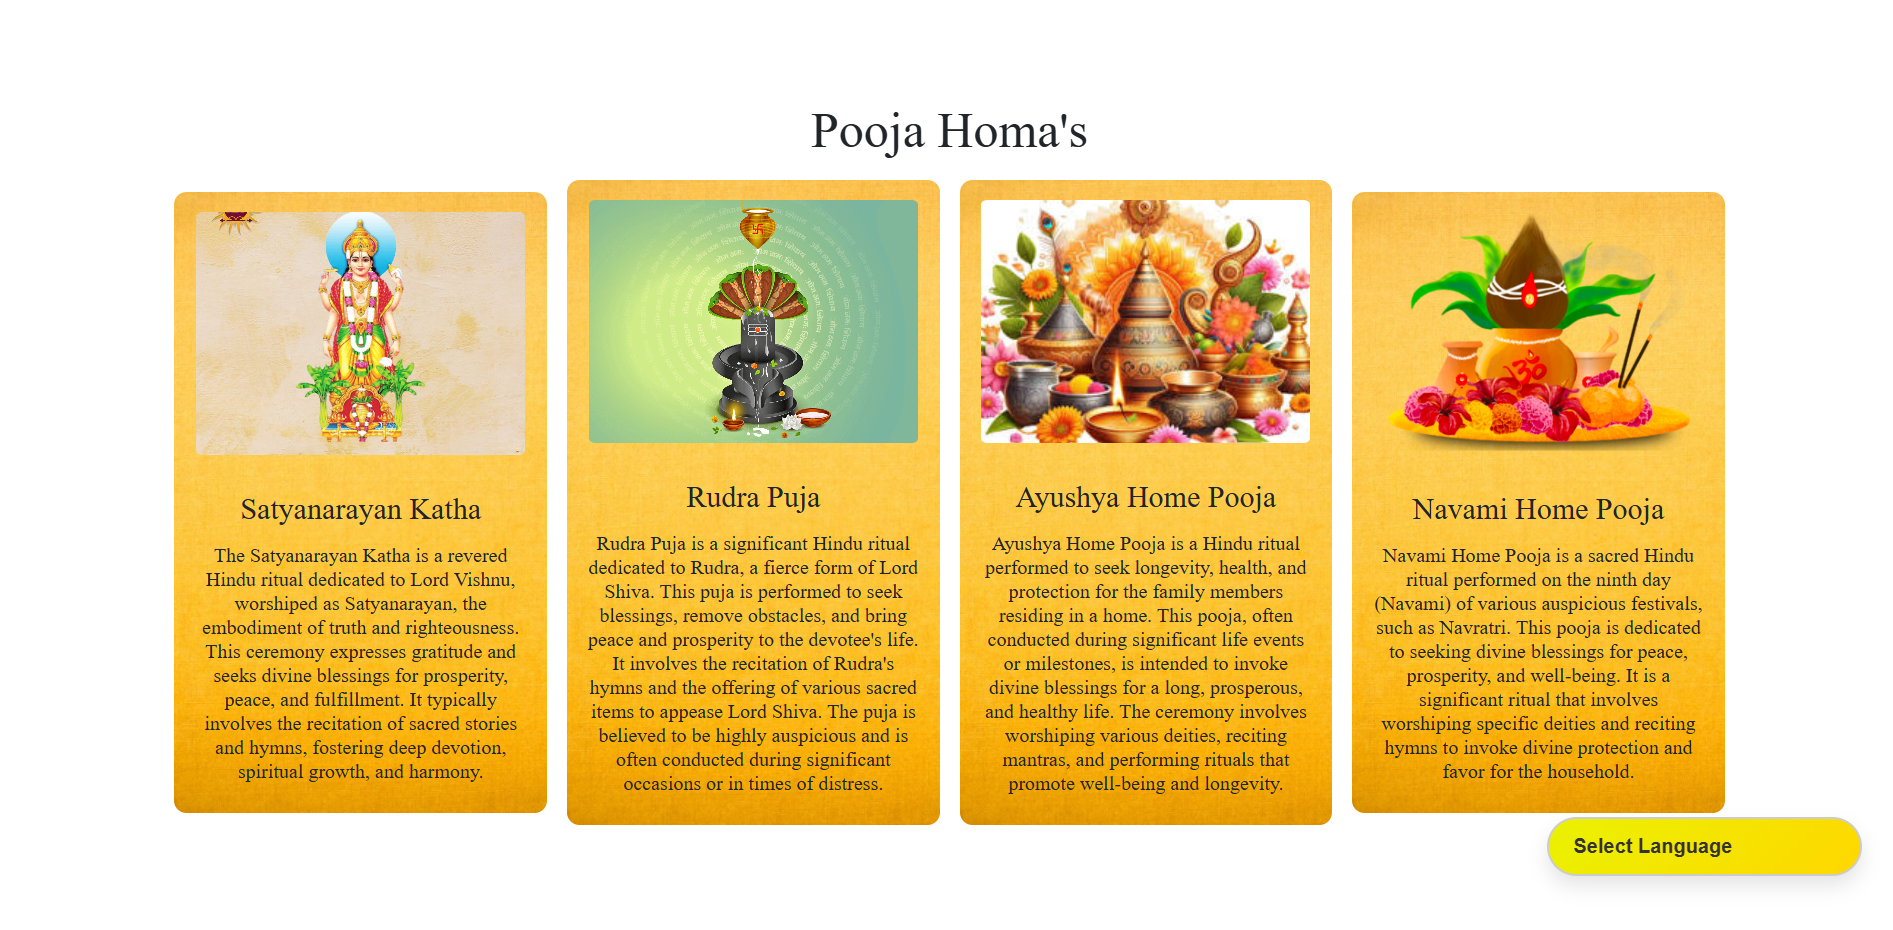 Pooja Homa's
Satyanarayan Katha
The Satyanarayan Katha is a revered
Hindu ritual dedicated to Lord Vishnu,
worshiped as Satyanarayan, the
embodiment of truth and righteousness.
This ceremony expresses gratitude and
seeks divine blessings for prosperity,
peace, and fulfillment. It typically
involves the recitation of sacred stories
and hymns, fostering deep devotion,
spiritual growth, and harmony.
Rudra Puja
Rudra Puja is a significant Hindu ritual
dedicated to Rudra, a fierce form of Lord
Shiva. This puja is performed to seek
blessings, remove obstacles, and bring
peace and prosperity to the devotee's life.
It involves the recitation of Rudra's
hymns and the offering of various sacred
items to appease Lord Shiva. The puja is
believed to be highly auspicious and is
often conducted during significant
occasions or in times of distress.
Ayushya Home Pooja
Ayushya Home Pooja is a Hindu ritual
performed to seek longevity, health, and
protection for the family members
residing in a home. This pooja, often
conducted during significant life events
or milestones, is intended to invoke
divine blessings for a long, prosperous,
and healthy life. The ceremony involves
worshiping various deities, reciting
mantras, and performing rituals that
promote well-being and longevity.
ॐ
Navami Home Pooja
Navami Home Pooja is a sacred Hindu
ritual performed on the ninth day
(Navami) of various auspicious festivals,
such as Navratri. This pooja is dedicated
to seeking divine blessings for peace,
prosperity, and well-being. It is a
significant ritual that involves
worshiping specific deities and reciting
hymns to invoke divine protection and
favor for the household.
Select Language